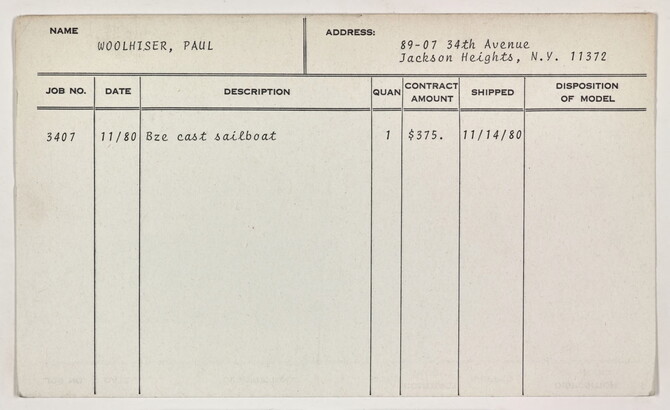 NAME
WOOLHISER, PAUL
ADDRESS:
89-07 34th Avenue
Jackson Heights, N.Y. 11372
JOB NO. DATE DESCRIPTION QUAN CONTRACT AMOUNT SHIPPED DISPOSITION OF MODEL
3407 11/80 Bze cast sailboat 1 $375. 11/14/80